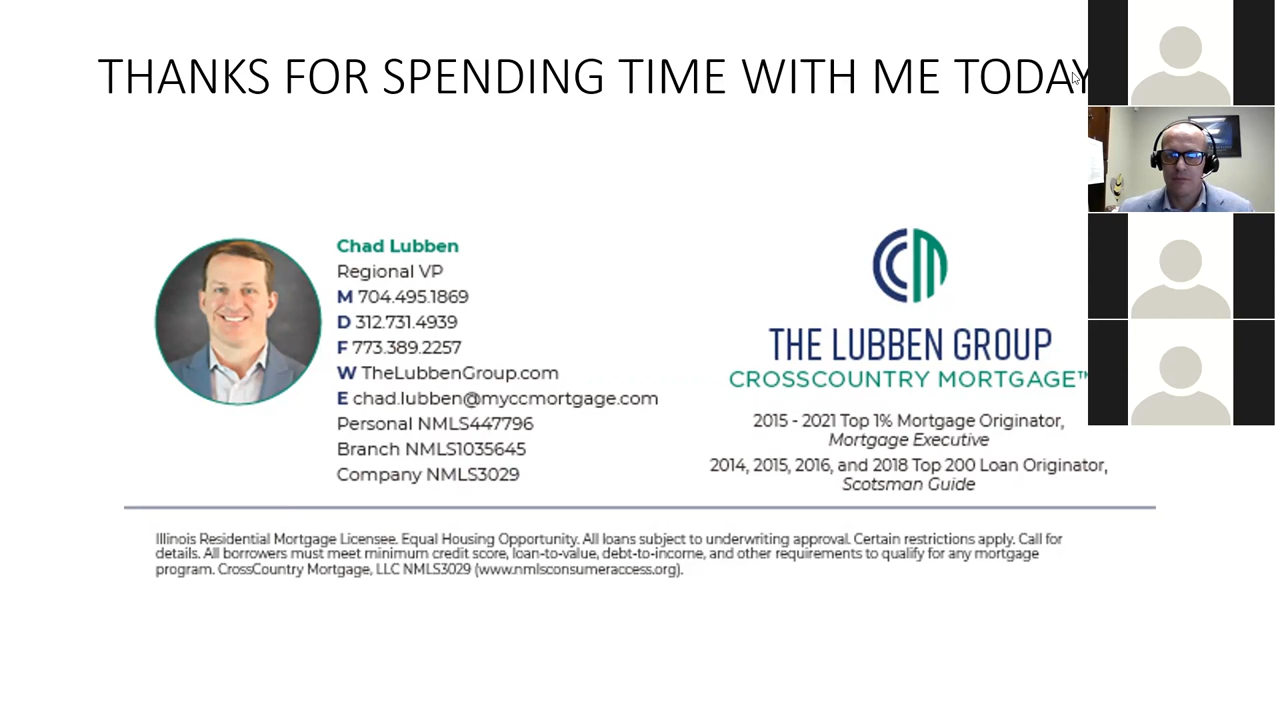 THANKS FOR SPENDING TIME WITH ME TODAY
Chad Lubben
Regional VP
M 704.495.1869
D 312.731.4939
F 773.389.2257
W TheLubbenGroup.com
E chad.lubben@myccmortgage.com
Personal NMLS447796
Branch NMLS1035645
Company NMLS3029
CCM
THE LUBBEN GROUP
CROSSCOUNTRY MORTGAGE™
2015 - 2021 Top 1% Mortgage Originator,
Mortgage Executive
2014, 2015, 2016, and 2018 Top 200 Loan Originator,
Scotsman Guide
Illinois Residential Mortgage Licensee. Equal Housing Opportunity. All loans subject to underwriting approval. Certain restrictions apply. Call for
details. All borrowers must meet minimum credit score, loan-to-value, debt-to-income, and other requirements to qualify for any mortgage
program. CrossCountry Mortgage, LLC NMLS3029 (www.nmlsconsumeraccess.org).